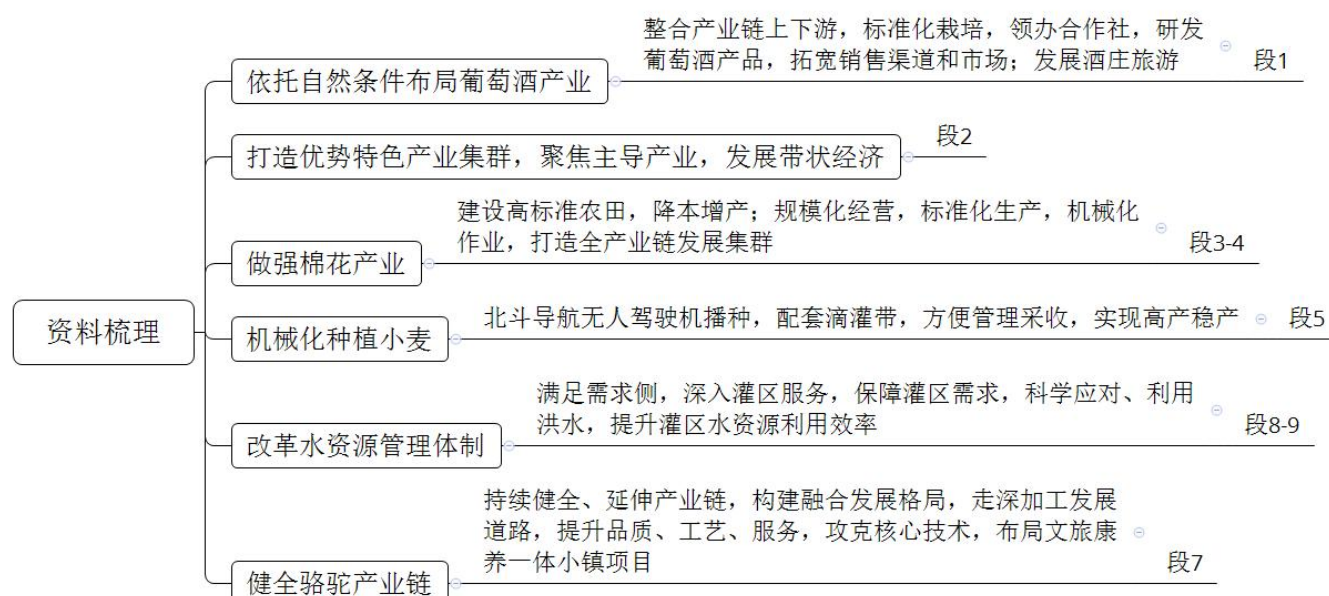 整合产业链上下游，标准化栽培，领办合作社，研发
葡萄酒产品，拓宽销售渠道和市场；发展酒庄旅游
段1
依托自然条件布局葡萄酒产业
段2
打造优势特色产业集群，聚焦主导产业，发展带状经济
建设高标准农田，降本增产；规模化经营，标准化生产，机械化
作业，打造全产业链发展集群
段3-4
做强棉花产业
资料梳理
北斗导航无人驾驶机播种，配套滴灌带，方便管理采收，实现高产稳产
段5
机械化种植小麦
满足需求侧，深入灌区服务，保障灌区需求，科学应对、利用
洪水，提升灌区水资源利用效率
段8-9
改革水资源管理体制
持续健全、延伸产业链，构建融合发展格局，走深加工发展
道路，提升品质、工艺、服务，攻克核心技术，布局文旅康
养一体小镇项目
段7
健全骆驼产业链